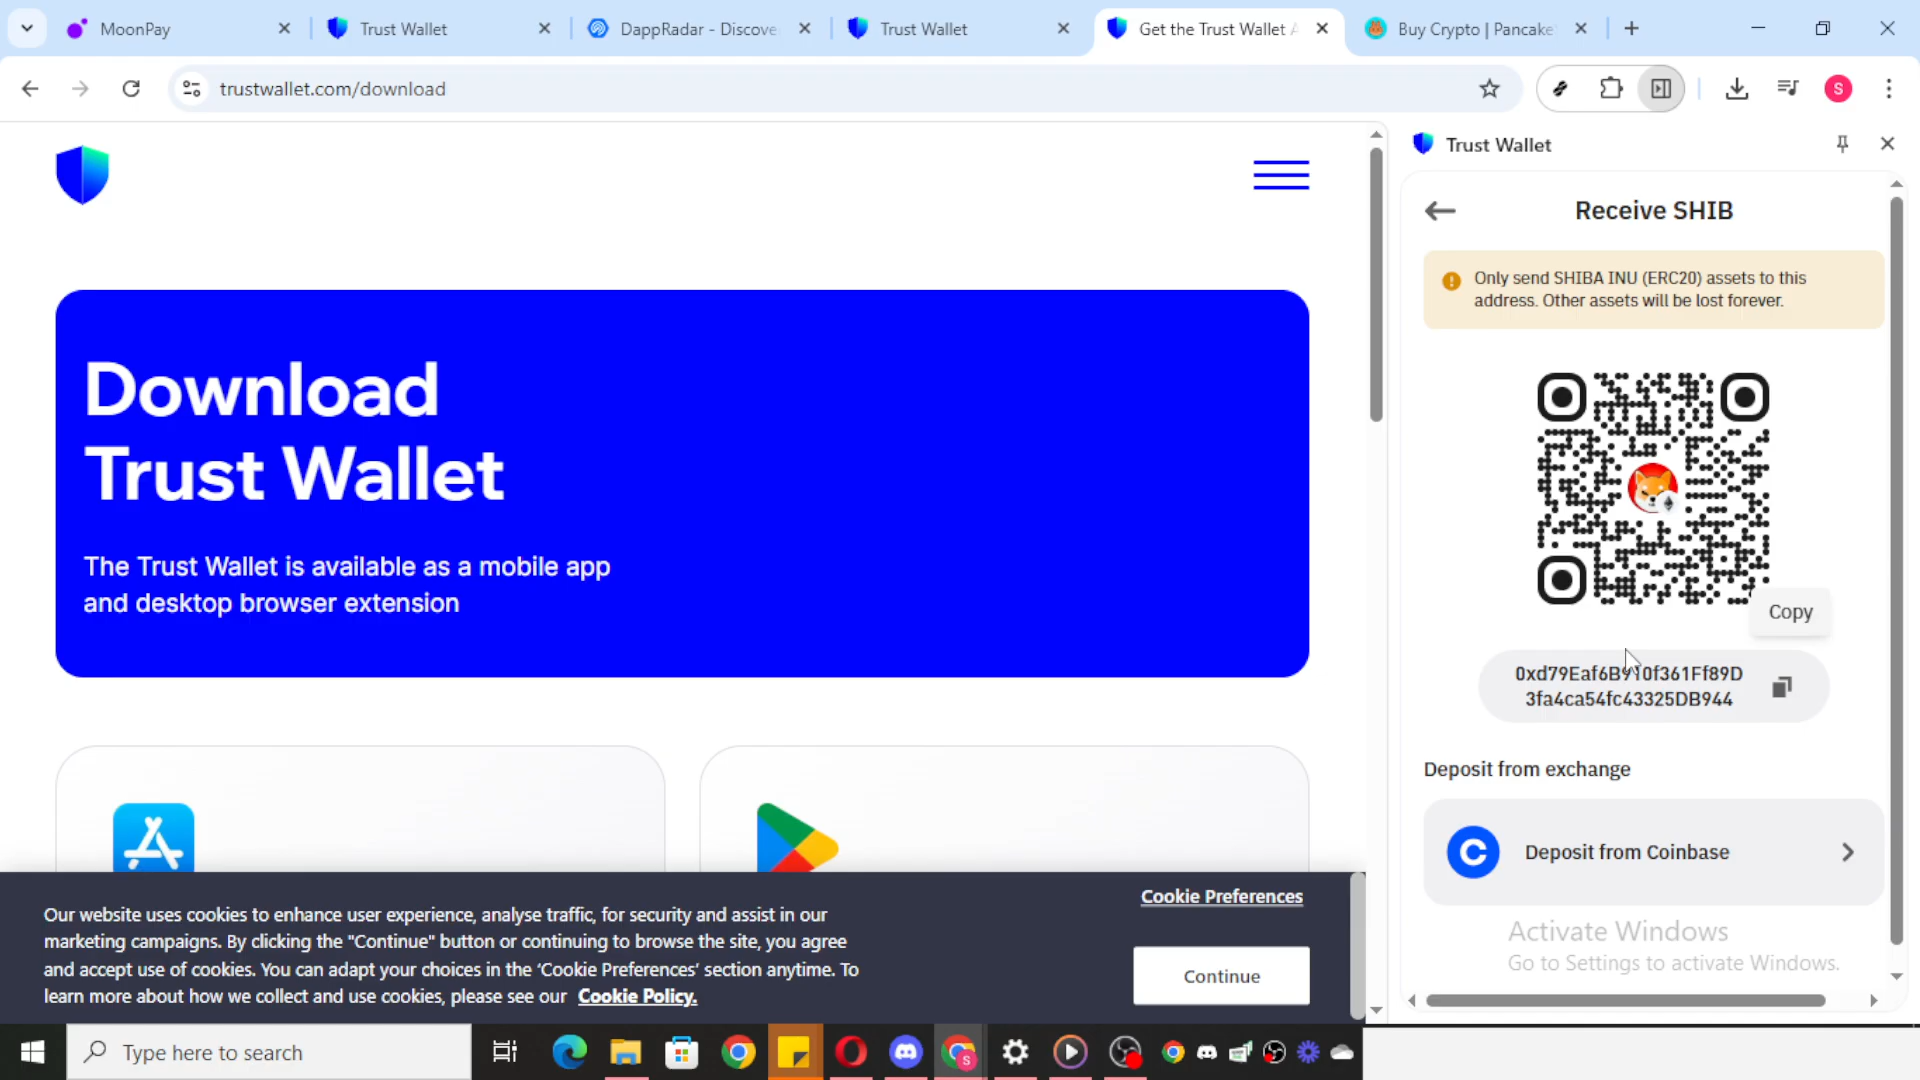 MoonPay
Trust Wallet
DappRadar - Discove
Trust Wallet
Get the Trust Wallet A
Buy Crypto | Pancake
trustwallet.com/download
S
Trust Wallet
Receive SHIB
Only send SHIBA INU (ERC20) assets to this
address. Other assets will be lost forever.
Download
Trust Wallet
The Trust Wallet is available as a mobile app
and desktop browser extension
Copy
0xd79Eaf6B910f361Ff89D
3fa4ca54fc43325DB944
Deposit from exchange
Deposit from Coinbase
Our website uses cookies to enhance user experience, analyse traffic, for security and assist in our
marketing campaigns. By clicking the "Continue" button or continuing to browse the site, you agree
and accept use of cookies. You can adapt your choices in the 'Cookie Preferences' section anytime. To
learn more about how we collect and use cookies, please see our Cookie Policy.
Cookie Preferences
Continue
Activate Windows
Go to Settings to activate Windows.
Type here to search